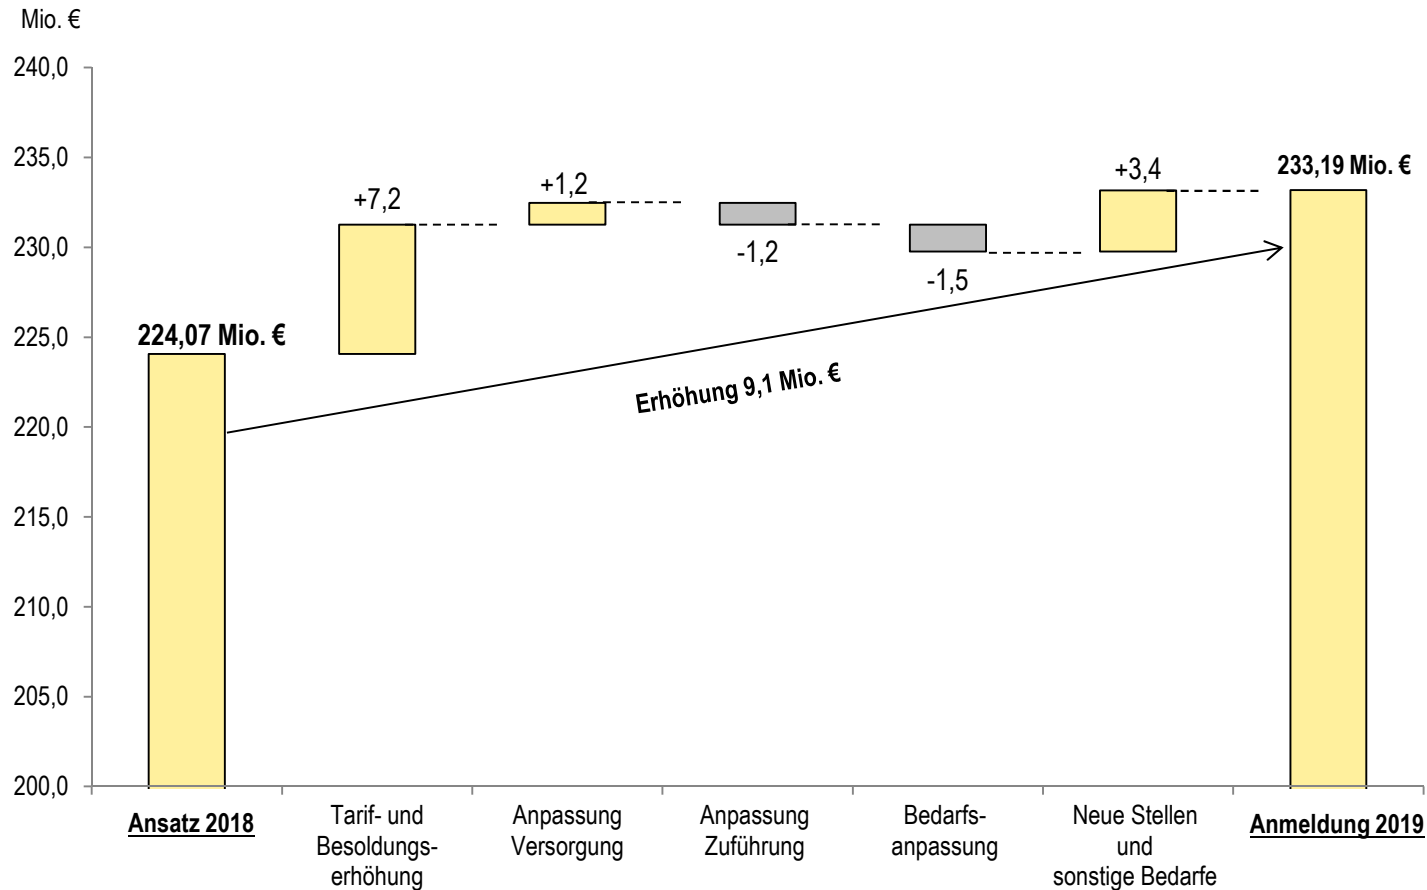 Mio. €
240,0
235,0
230,0
225,0
220,0
215,0
210,0
205,0
200,0
224,07 Mio. €
+7,2
+1,2
-1,2
-1,5
+3,4
233,19 Mio. €
Erhöhung 9,1 Mio. €
Ansatz 2018
Tarif- und
Besoldungs-
erhöhung
Anpassung
Versorgung
Anpassung
Zuführung
Bedarfs-
anpassung
Neue Stellen
und
sonstige Bedarfe
Anmeldung 2019